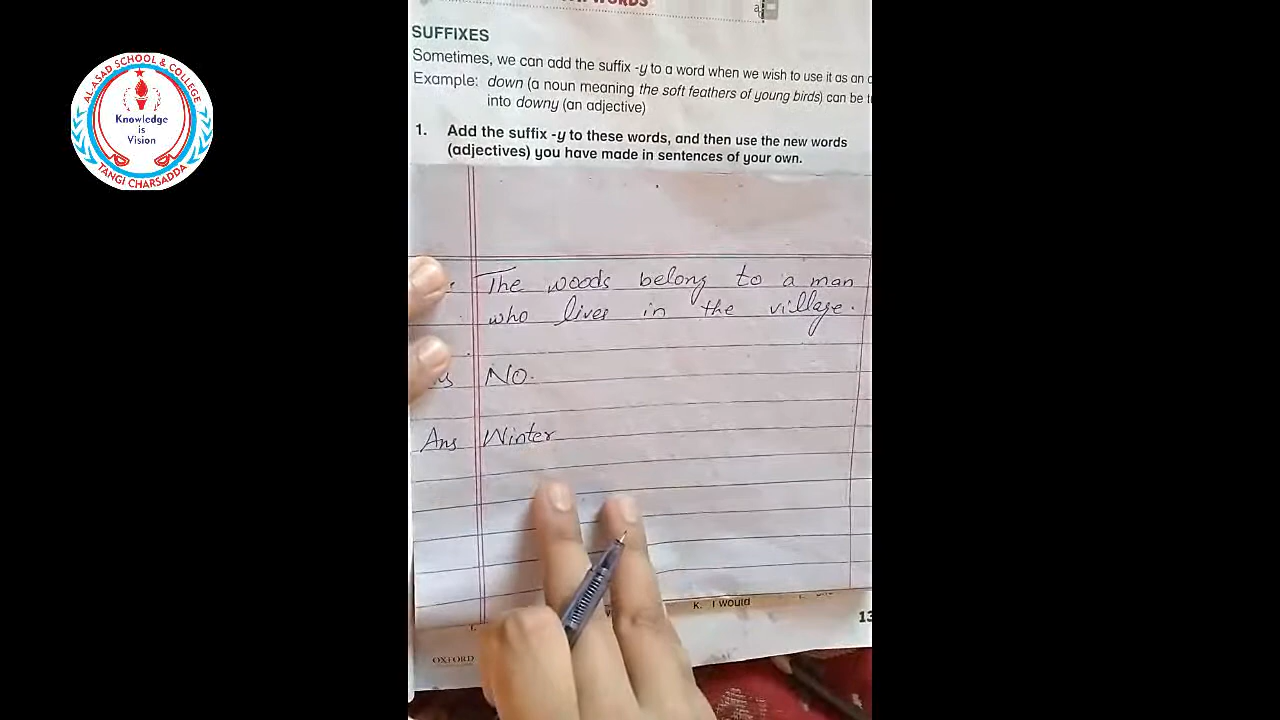 AL-ASAD SCHOOL & COLLEGE
Knowledge
is
Vision
TANGI CHARSADDA
WORDS
SUFFIXES
Sometimes, we can add the suffix -y to a word when we wish to use it as an
Example: down (a noun meaning the soft feathers of young birds) can be
into downy (an adjective)
1. Add the suffix -y to these words, and then use the new words
(adjectives) you have made in sentences of your own.
The woods belong to a man
who lives in the village.
No.
Ans Winter
K. I would
13
OXFORD